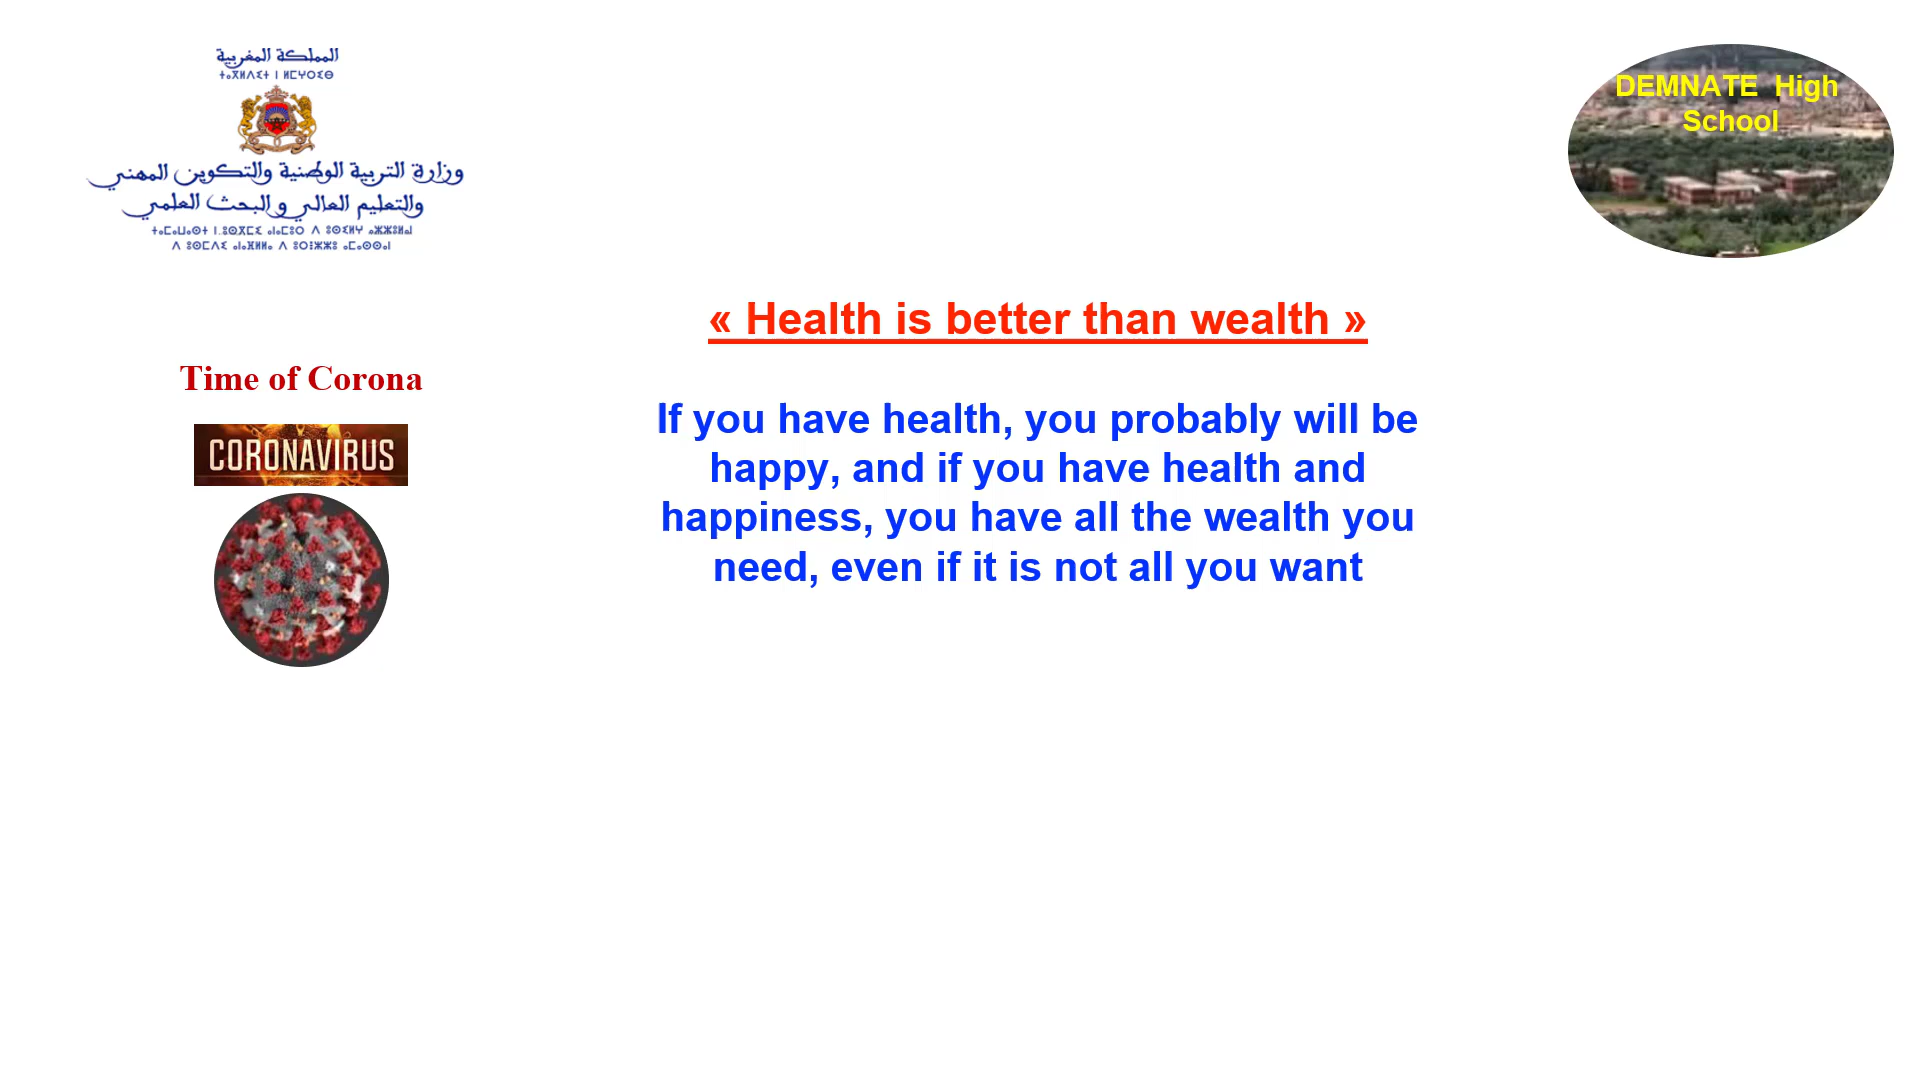 المملكة المغربية
ⵜⴰⴳⵍⴷⵉⵜ ⵏ ⵍⵎⵖⵔⵉⴱ
وزارة التربية الوطنية والتكوين المهني
والتعليم العالي والبحث العلمي
DEMNATE High
School
« Health is better than wealth »
Time of Corona
CORONAVIRUS
If you have health, you probably will be
happy, and if you have health and
happiness, you have all the wealth you
need, even if it is not all you want